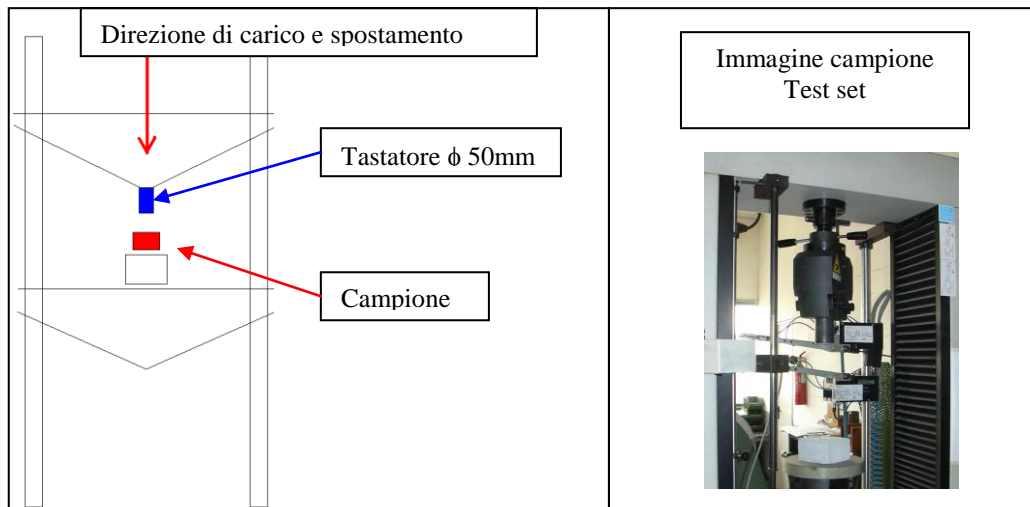 Direzione di carico e spostamento
Tastatore ϕ 50mm
Campione
Immagine campione
Test set